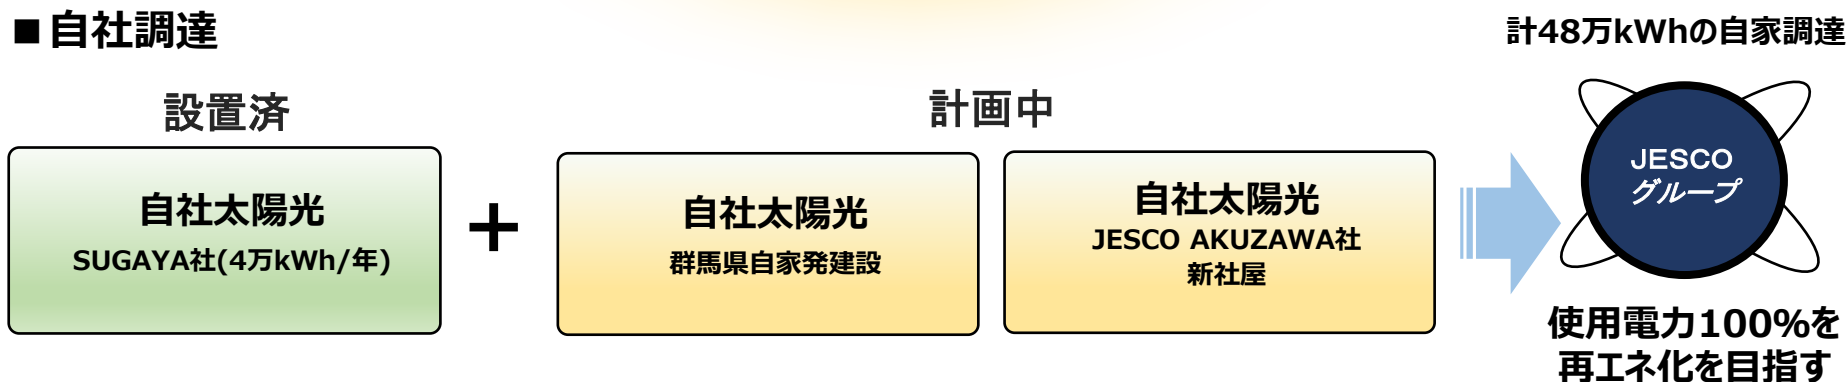 ■自社調達
計48万kWhの自家調達
設置済
計画中
自社太陽光
SUGAYA社(4万kWh/年)
+
自社太陽光
群馬県自家発建設
自社太陽光
JESCO AKUZAWA社
新社屋
JESCO
グループ
使用電力100%を
再エネ化を目指す